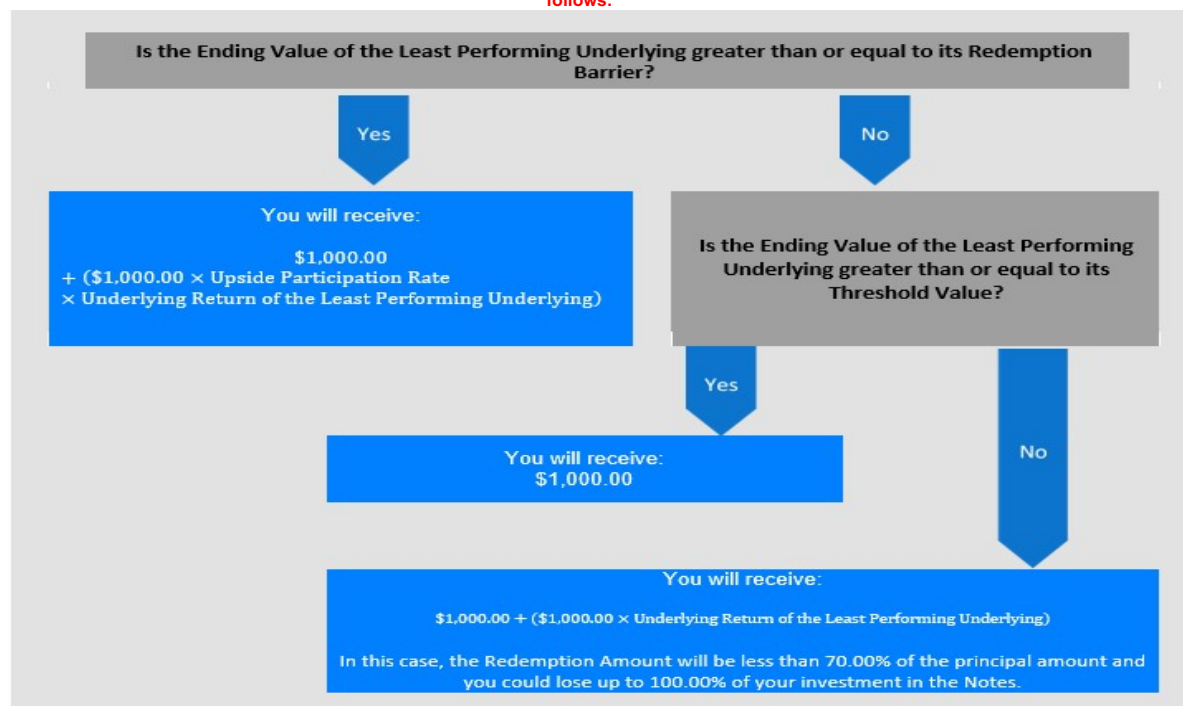 follows:
Is the Ending Value of the Least Performing Underlying greater than or equal to its Redemption
Barrier?
Yes
No
You will receive:
$1,000.00
+ ($1,000.00 × Upside Participation Rate
× Underlying Return of the Least Performing Underlying)
Is the Ending Value of the Least Performing
Underlying greater than or equal to its
Threshold Value?
Yes
No
You will receive:
$1,000.00
You will receive:
$1,000.00 + ($1,000.00 × Underlying Return of the Least Performing Underlying)
In this case, the Redemption Amount will be less than 70.00% of the principal amount and
you could lose up to 100.00% of your investment in the Notes.